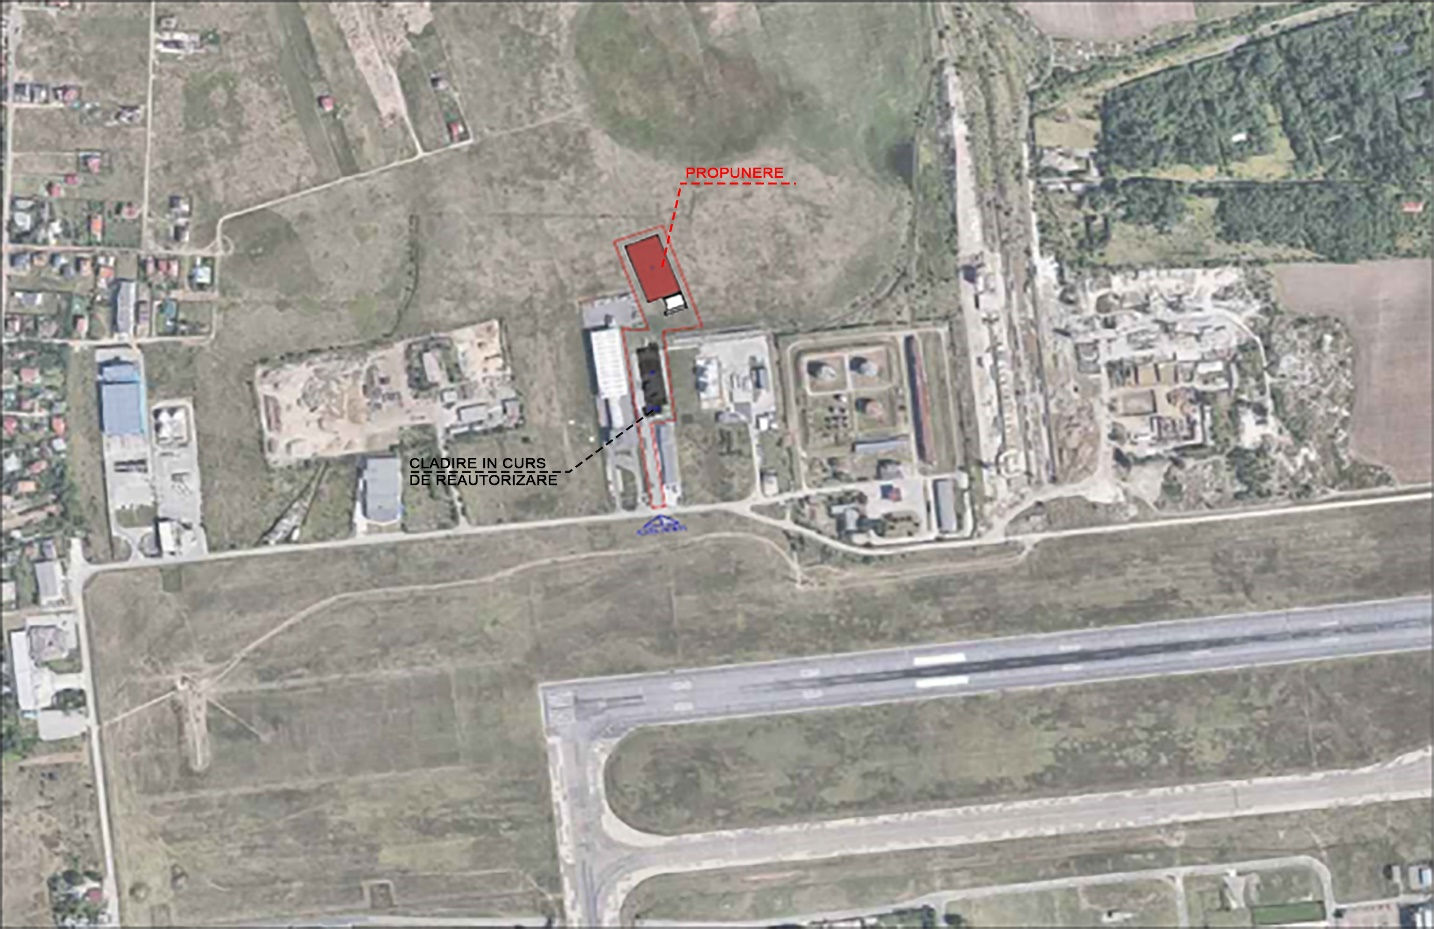 PROPUNERE
CLADIRE IN CURS
DE REAUTORIZARE